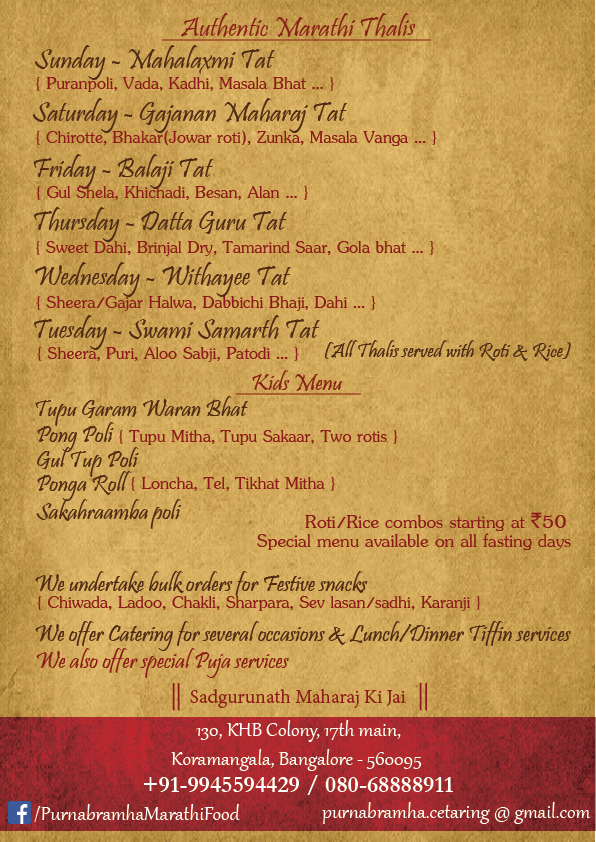 Authentic Marathi Thalis
Sunday ~ Mahalaxmi Tat
{ Puranpoli, Vada, Kadhi, Masala Bhat ... }
Saturday ~ Gajanan Maharaj Tat
{ Chirotte, Bhakar(Jowar roti), Zunka, Masala Vanga ... }
Friday ~ Balaji Tat
{ Gul Shela, Khichadi, Besan, Alan ... }
Thursday ~ Datta Guru Tat
{ Sweet Dahi, Brinjal Dry, Tamarind Saar, Gola bhat ... }
Wednesday ~ Withayee Tat
{ Sheera/Gajar Halwa, Dabbichi Bhaji, Dahi ... }
Tuesday ~ Swami Samarth Tat
{ Sheera, Puri, Aloo Sabji, Patodi ... } (All Thalis served with Roti & Rice)
Kids Menu
Tupu Garam Waran Bhat
Pong Poli { Tupu Mitha, Tupu Sakaar, Two rotis }
Gul Tup Poli
Ponga Roll { Loncha, Tel, Tikhat Mitha }
Sakahraamba poli
Roti/Rice combos starting at ₹50
Special menu available on all fasting days
We undertake bulk orders for Festive snacks
{ Chiwada, Ladoo, Chakli, Sharpara, Sev lasan/sadhi, Karanji }
We offer Catering for several occasions & Lunch/Dinner Tiffin services
We also offer special Puja services
|| Sadgurunath Maharaj Ki Jai ||
130, KHB Colony, 17th main,
Koramangala, Bangalore - 560095
+91-9945594429 / 080-68888911
f /PurnabramhaMarathiFood purnabramha.cetaring @ gmail.com